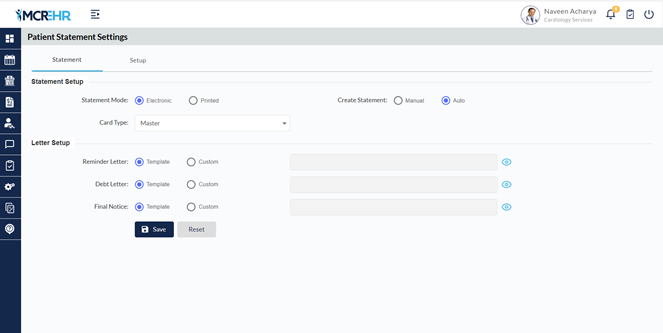 MCREHR
Naveen Acharya
Cardiology Services
Patient Statement Settings
Statement Setup
Statement Setup
Statement Mode: Electronic Printed Create Statement: Manual Auto
Card Type: Master
Letter Setup
Reminder Letter: Template Custom
Debt Letter: Template Custom
Final Notice: Template Custom
Save Reset